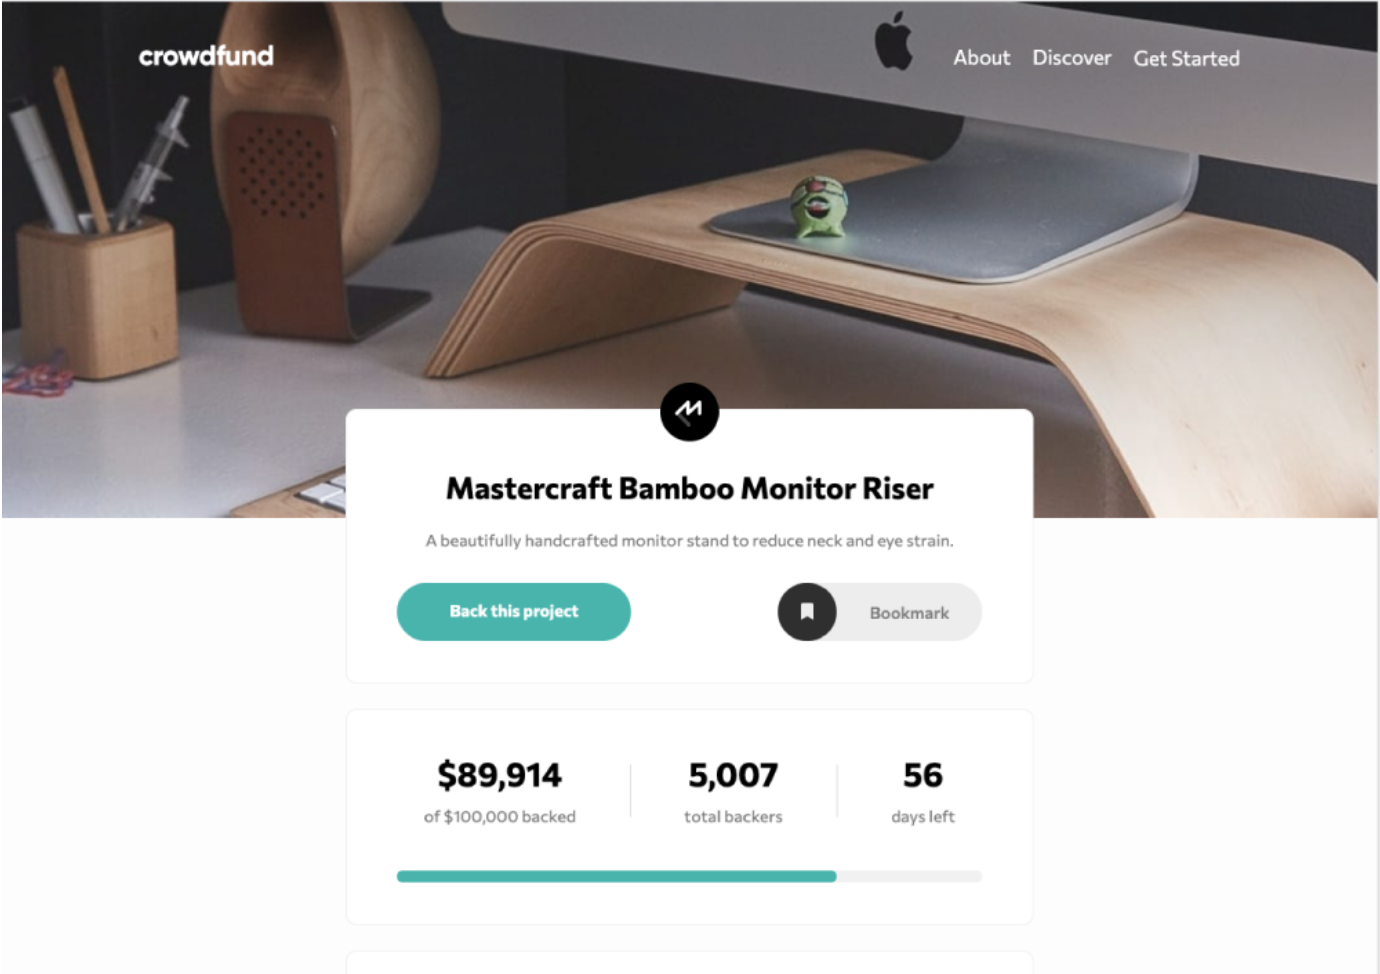 crowdfund
About Discover Get Started
Mastercraft Bamboo Monitor Riser
A beautifully handcrafted monitor stand to reduce neck and eye strain.
Back this project
Bookmark
$89,914
of $100,000 backed
5,007
total backers
56
days left